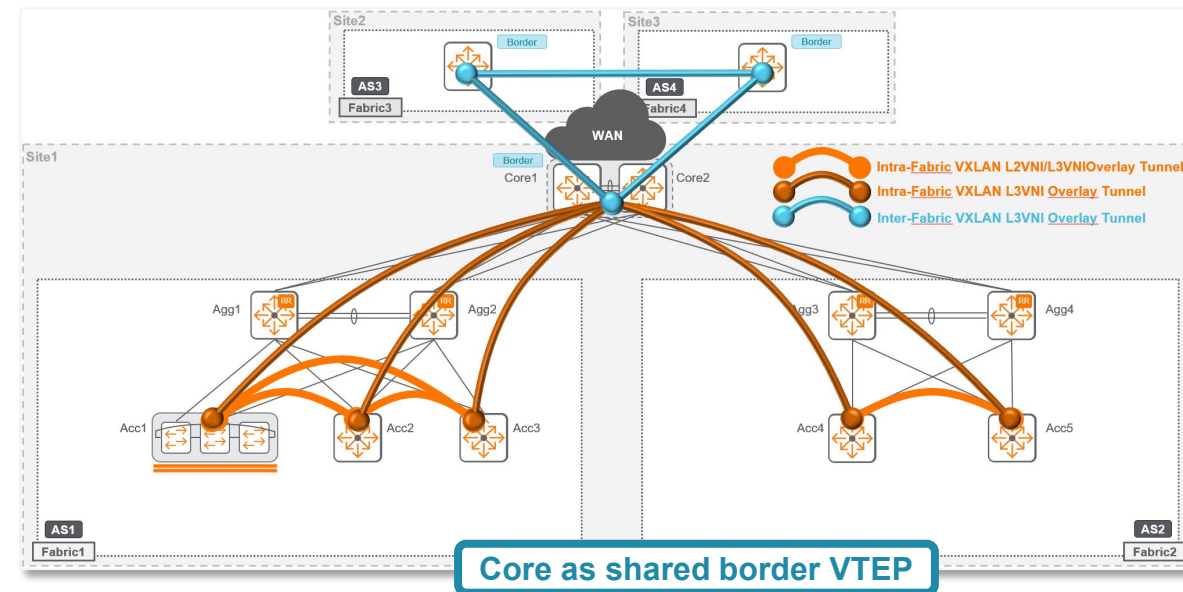 Site2
Site3
Border
Border
AS3
AS4
Fabric3
Fabric4
WAN
Site1
Border
Core1
Core2
Intra-Fabric VXLAN L2VNI/L3VNIOverlay Tunnel
Intra-Fabric VXLAN L3VNI Overlay Tunnel
Inter-Fabric VXLAN L3VNI Overlay Tunnel
RR
RR
RR
RR
Agg1
Agg2
Agg3
Agg4
Acc1
Acc2
Acc3
Acc4
Acc5
AS1
AS2
Fabric1
Fabric2
Core as shared border VTEP